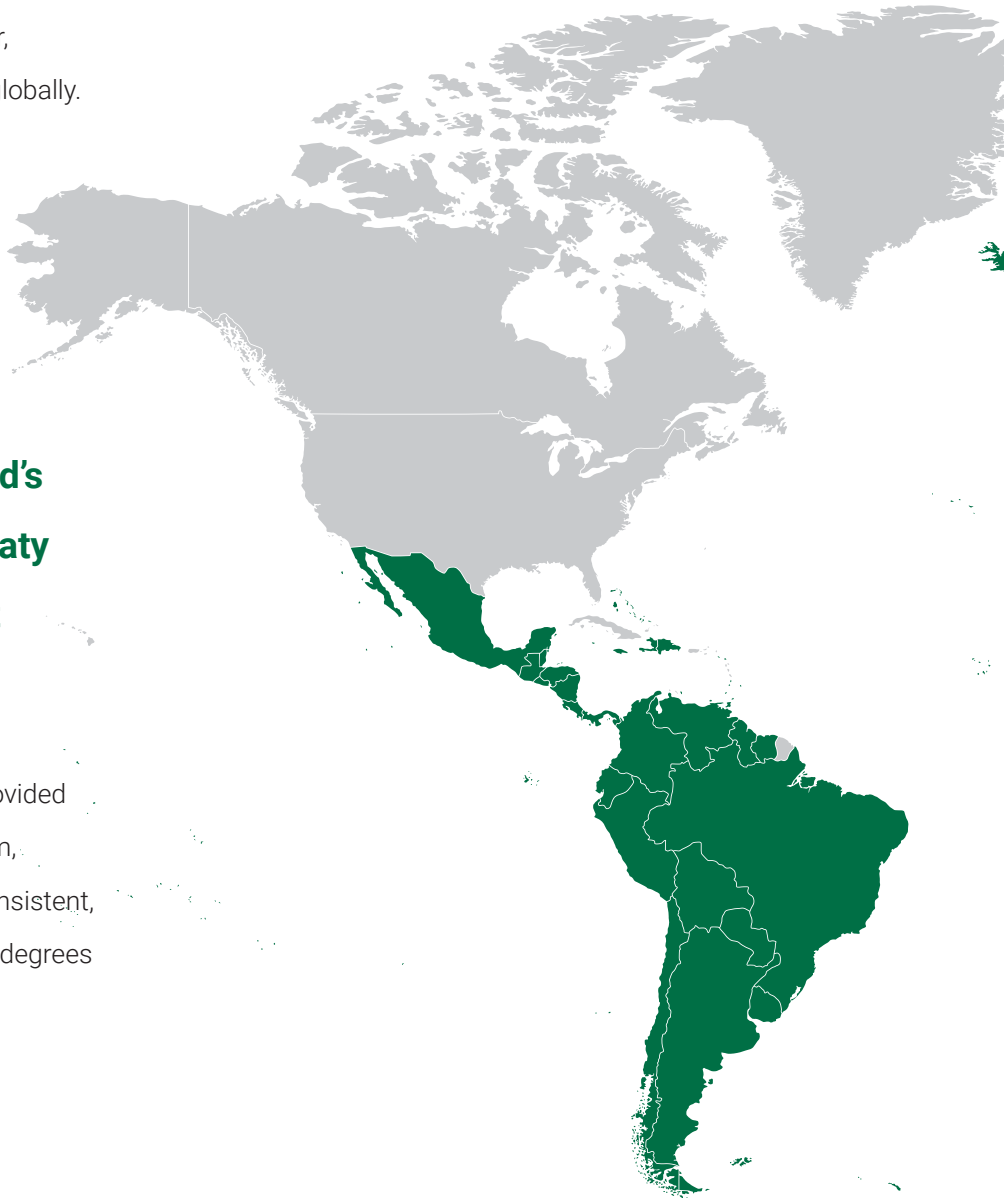 r,
lobally.
d's
aty
ovided
n,
nsistent,
degrees